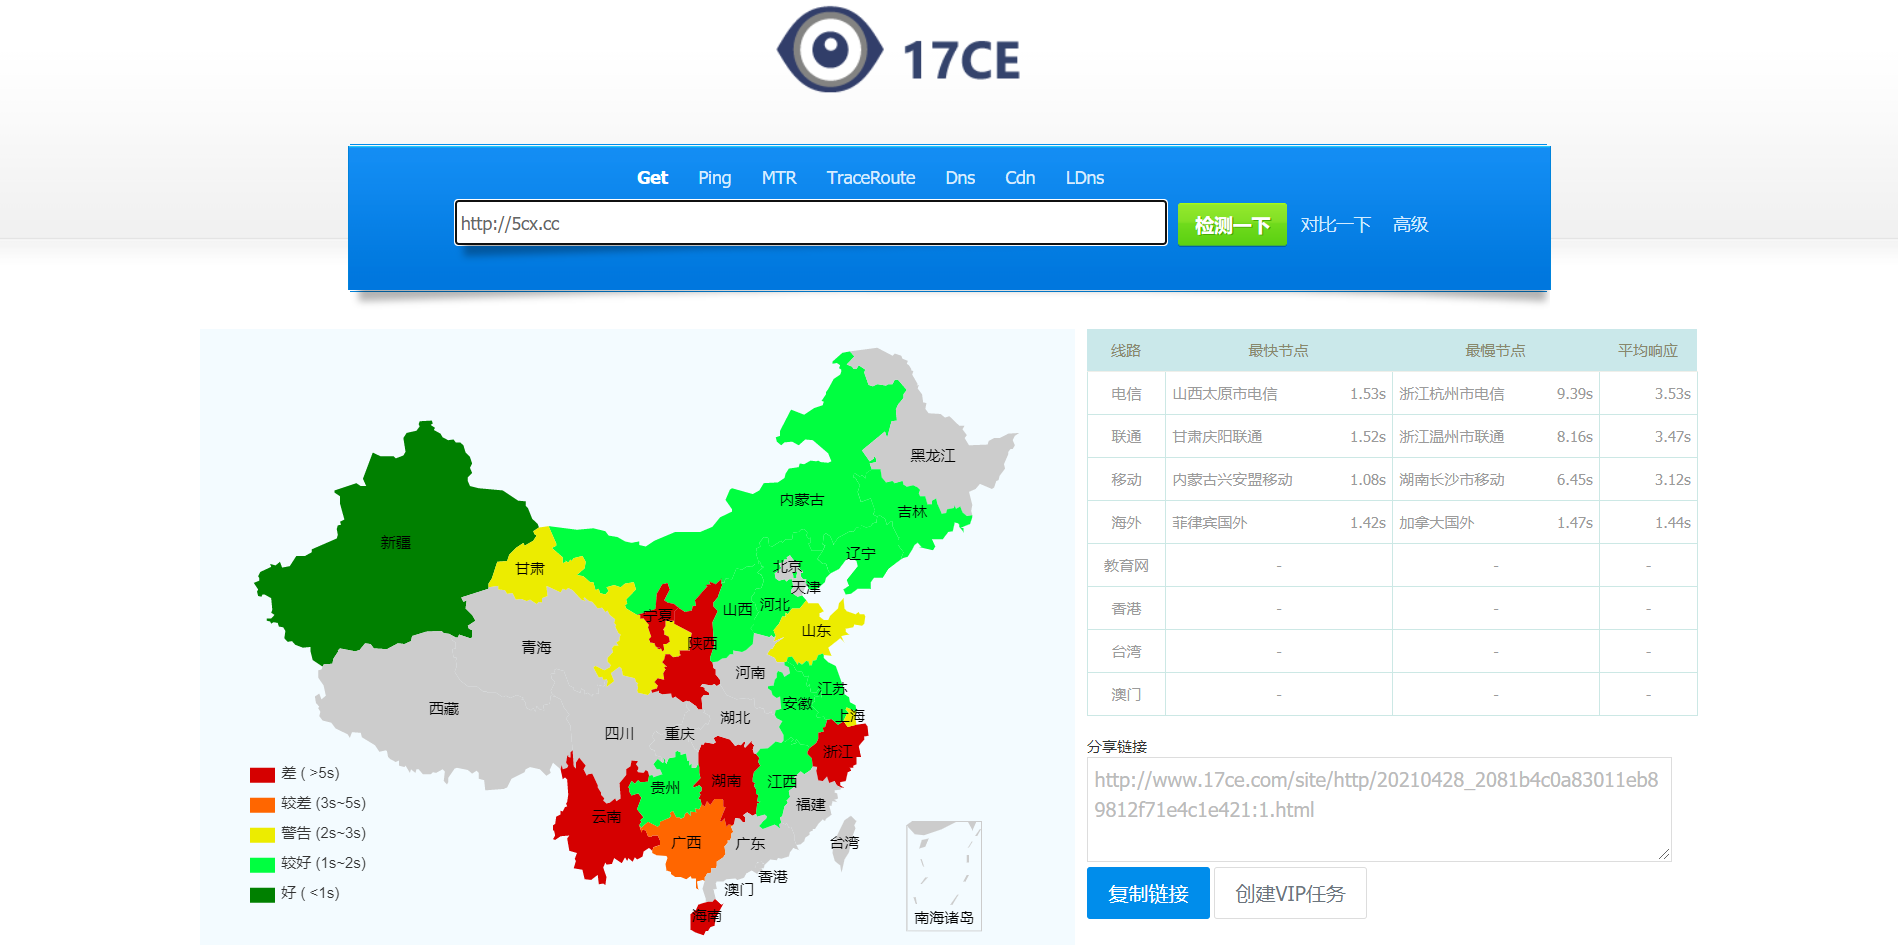 17CE
Get Ping MTR TraceRoute Dns Cdn LDns
http://5cx.cc 检测一下 对比一下 高级
黑龙江
内蒙古
吉林
新疆
辽宁
甘肃
北京
天津
宁夏
山西
河北
山东
陕西
青海
河南
江苏
安徽
西藏
上海
湖北
四川
重庆
浙江
湖南
江西
贵州
福建
云南
广西
广东
台湾
香港
澳门
海南
南海诸岛
差 ( >5s)
较差 (3s~5s)
警告 (2s~3s)
较好 (1s~2s)
好 ( <1s)
线路 最快节点 最慢节点 平均响应
电信 山西太原市电信 1.53s 浙江杭州市电信 9.39s 3.53s
联通 甘肃庆阳联通 1.52s 浙江温州市联通 8.16s 3.47s
移动 内蒙古兴安盟移动 1.08s 湖南长沙市移动 6.45s 3.12s
海外 菲律宾国外 1.42s 加拿大国外 1.47s 1.44s
教育网 - - -
香港 - - -
台湾 - - -
澳门 - - -
分享链接
http://www.17ce.com/site/http/20210428_2081b4c0a83011eb8
9812f71e4c1e421:1.html
复制链接 创建VIP任务